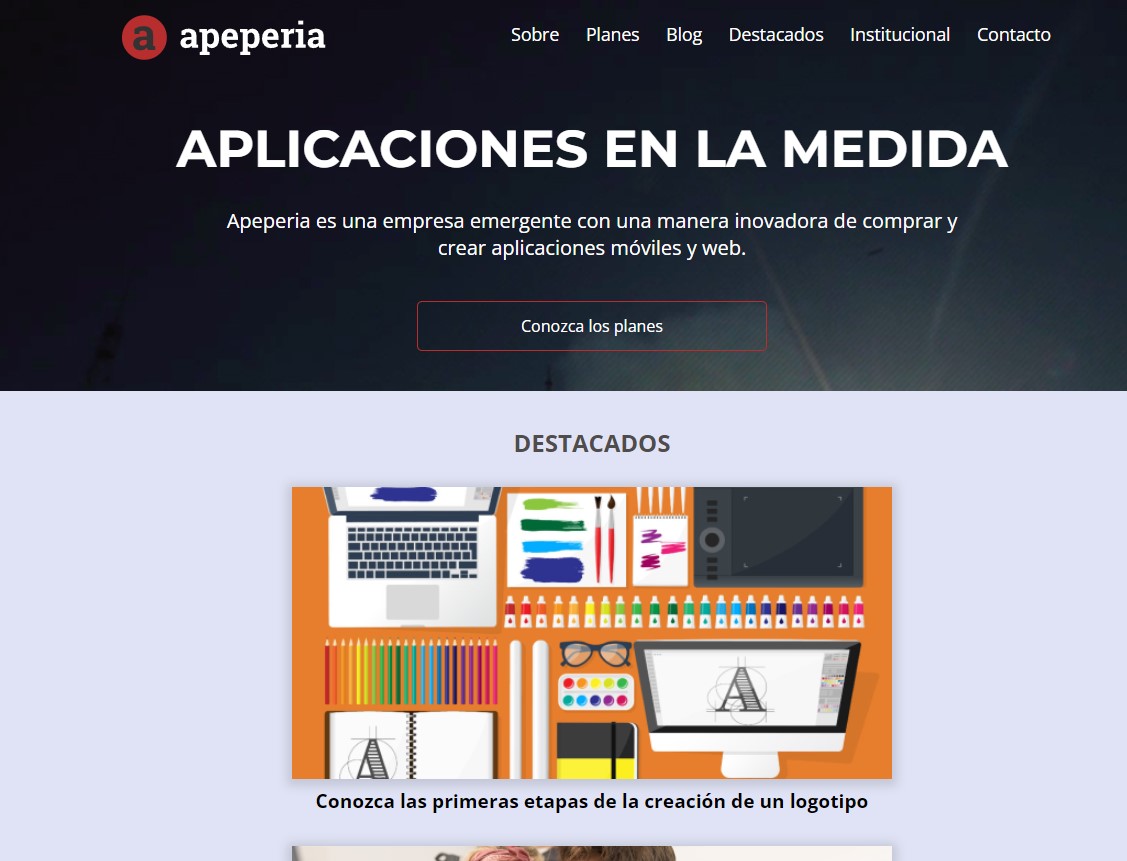 a apeperia
Sobre Planes Blog Destacados Institucional Contacto
APLICACIONES EN LA MEDIDA
Apeperia es una empresa emergente con una manera inovadora de comprar y
crear aplicaciones móviles y web.
Conozca los planes
DESTACADOS
A
A
Conozca las primeras etapas de la creación de un logotipo